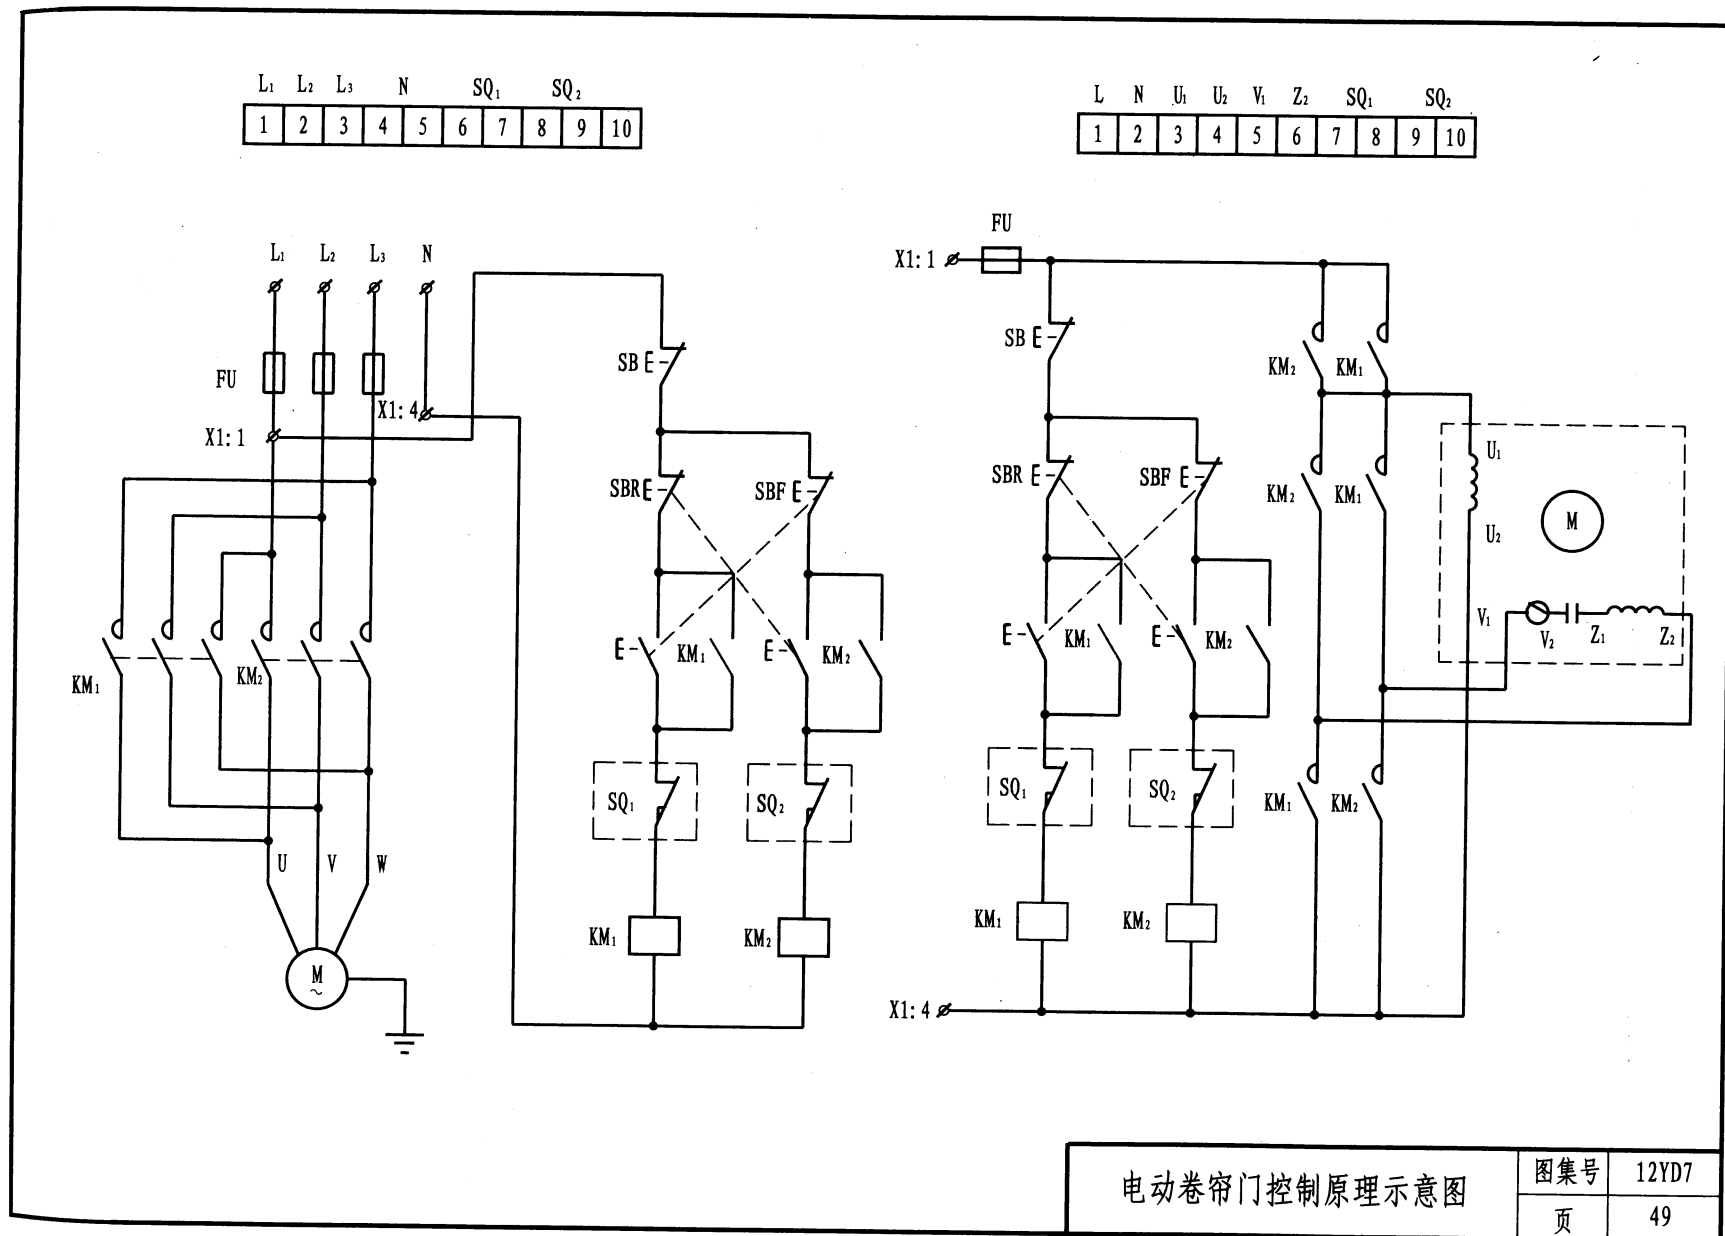 L₁ L₂ L₃ N SQ₁ SQ₂
1 2 3 4 5 6 7 8 9 10
L N U₁ U₂ V₁ Z₂ SQ₁ SQ₂
1 2 3 4 5 6 7 8 9 10
L₁ L₂ L₃ N
FU
X1:4
X1:1
SB
SBR
SBF
KM₁
KM₂
KM₁
KM₂
SQ₁
SQ₂
U V W
KM₁
KM₂
M
~
FU
X1:1
SB
KM₂
KM₁
SBR
SBF
KM₂
KM₁
U₁
M
U₂
KM₁
KM₂
V₁
V₂
Z₁
Z₂
SQ₁
SQ₂
KM₁
KM₂
KM₁
KM₂
X1:4
电动卷帘门控制原理示意图
图集号
12YD7
页
49